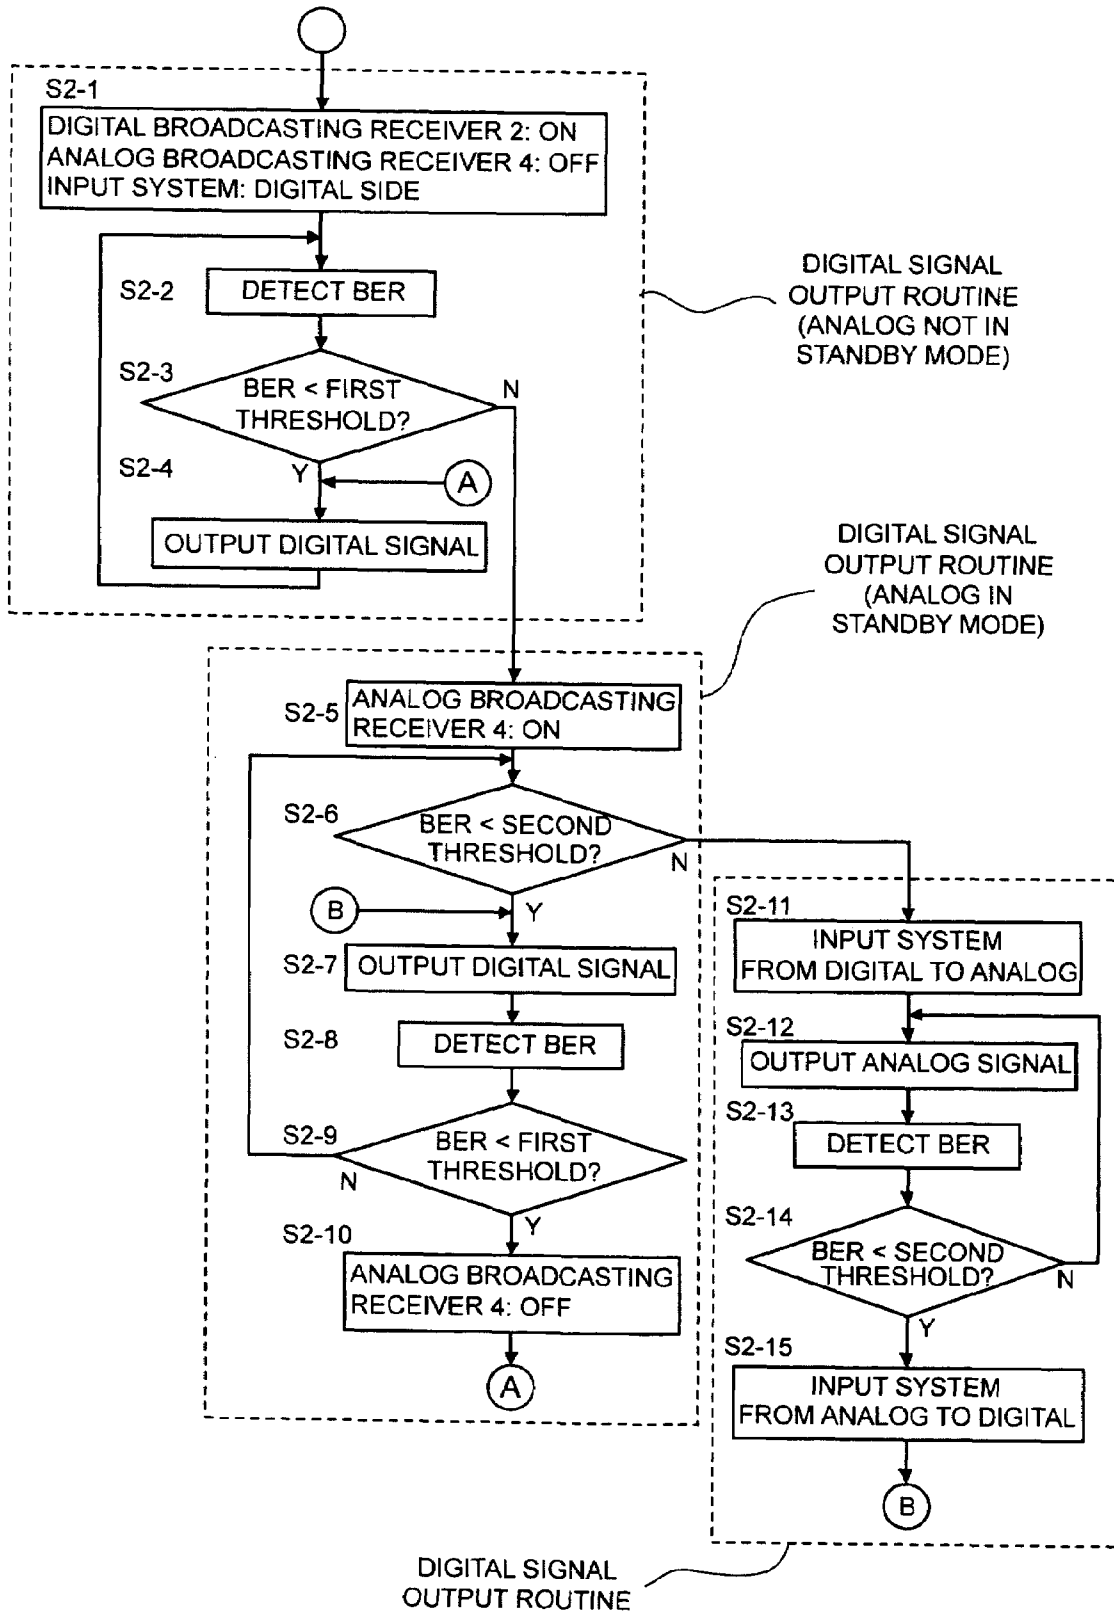 S2-1
DIGITAL BROADCASTING RECEIVER 2: ON
ANALOG BROADCASTING RECEIVER 4: OFF
INPUT SYSTEM: DIGITAL SIDE
S2-2
DETECT BER
S2-3
BER < FIRST
THRESHOLD?
N
Y
S2-4
A
OUTPUT DIGITAL SIGNAL
DIGITAL SIGNAL
OUTPUT ROUTINE
(ANALOG NOT IN
STANDBY MODE)
DIGITAL SIGNAL
OUTPUT ROUTINE
(ANALOG IN
STANDBY MODE)
S2-5
ANALOG BROADCASTING
RECEIVER 4: ON
S2-6
BER < SECOND
THRESHOLD?
N
Y
B
S2-7
OUTPUT DIGITAL SIGNAL
S2-8
DETECT BER
S2-9
BER < FIRST
THRESHOLD?
N
Y
S2-10
ANALOG BROADCASTING
RECEIVER 4: OFF
A
S2-11
INPUT SYSTEM
FROM DIGITAL TO ANALOG
S2-12
OUTPUT ANALOG SIGNAL
S2-13
DETECT BER
S2-14
BER < SECOND
THRESHOLD?
N
Y
S2-15
INPUT SYSTEM
FROM ANALOG TO DIGITAL
B
DIGITAL SIGNAL
OUTPUT ROUTINE